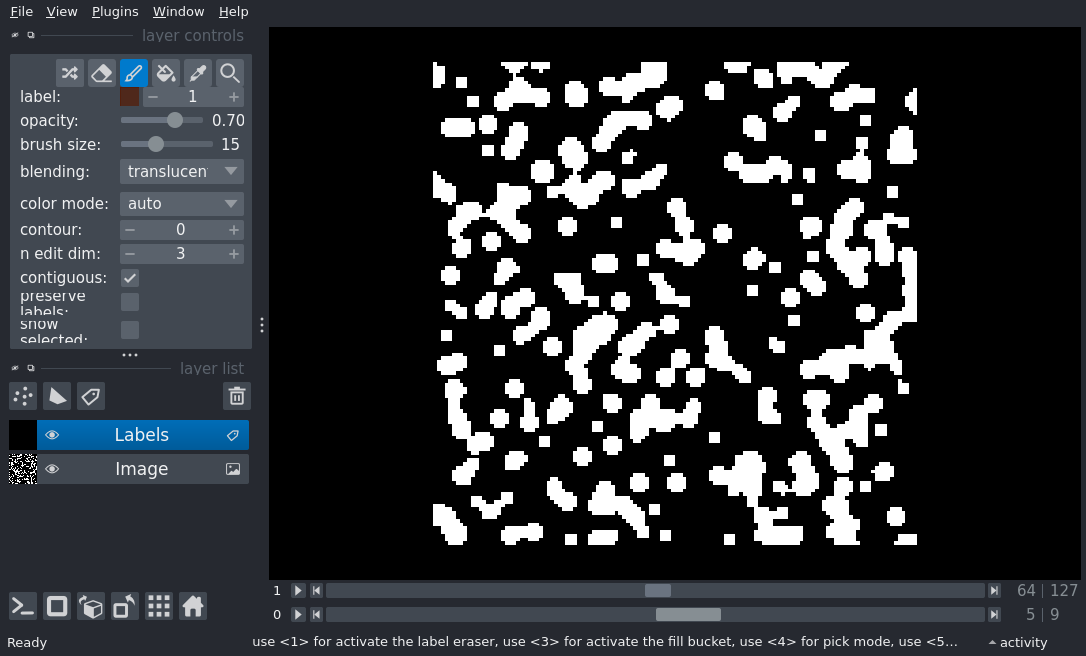 File View Plugins Window Help
layer controls
label: 1
opacity: 0.70
brush size: 15
blending: translucen
color mode: auto
contour: 0
n edit dim: 3
contiguous:
preserve
labels:
show
selected:
layer list
Labels
Image
1 64 127
0 5 9
Ready use <1> for activate the label eraser, use <3> for activate the fill bucket, use <4> for pick mode, use <5... activity